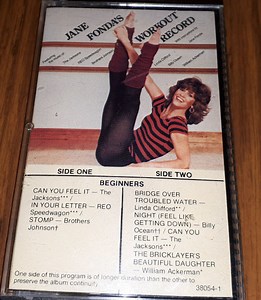 JANE
FONDA'S
WORKOUT
RECORD
SIDE ONE
SIDE TWO
BEGINNERS
CAN YOU FEEL IT — The
Jacksons***/
IN YOUR LETTER — REO
Speedwagon**/
STOMP — Brothers
Johnson†
BRIDGE OVER
TROUBLED WATER —
Linda Clifford**/
NIGHT (FEEL LIKE
GETTING DOWN) — Billy
Ocean††/ CAN YOU
FEEL IT — The
Jacksons***/
THE BRICKLAYER'S
BEAUTIFUL DAUGHTER
— William Ackerman*
One side of this program is of longer duration than the other to
preserve the album continuity.
38054-1